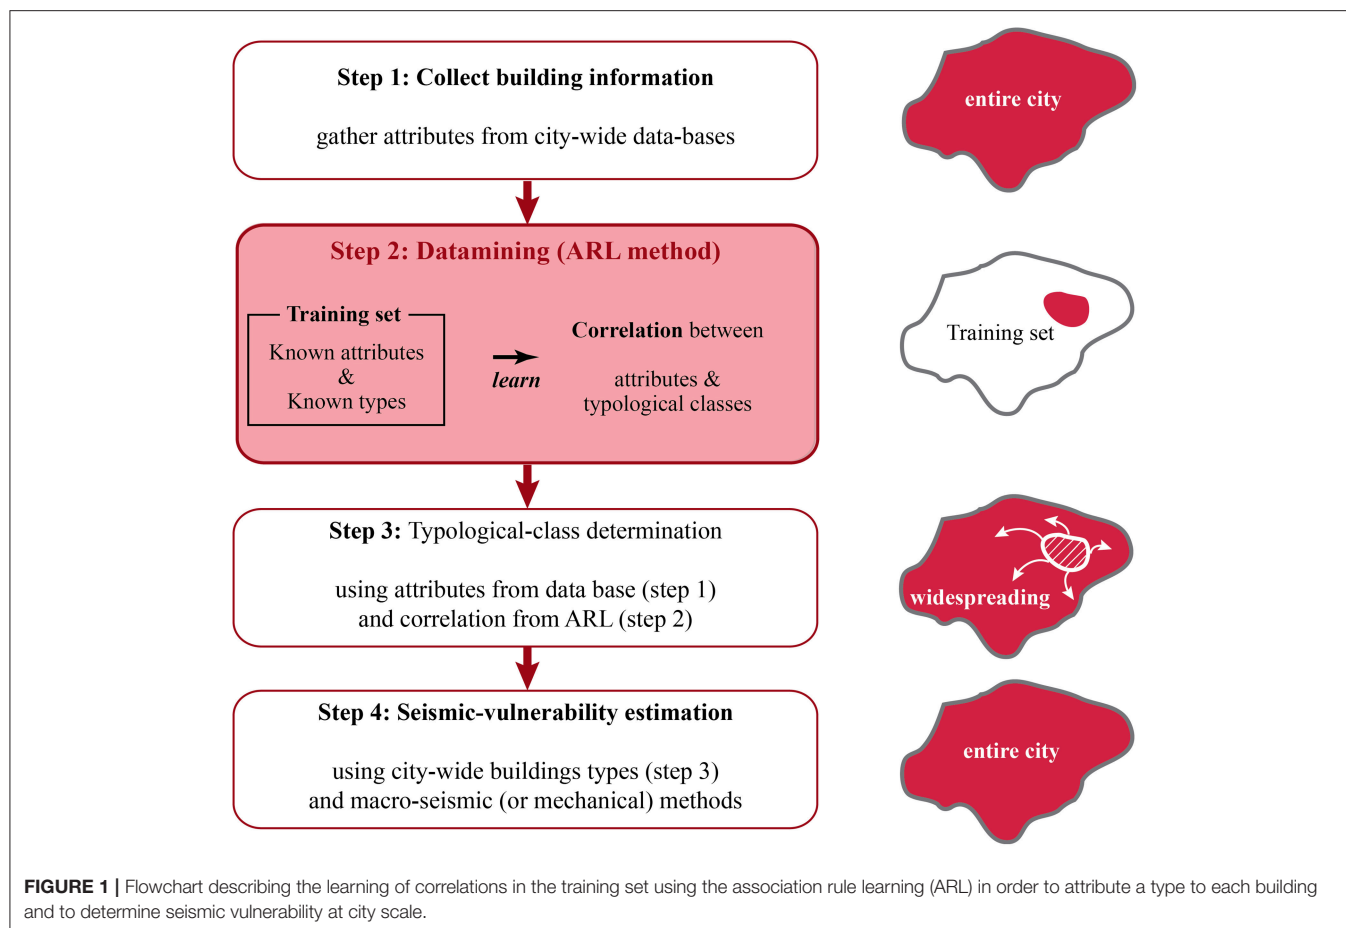 Step 1: Collect building information
gather attributes from city-wide data-bases
entire city
Step 2: Datamining (ARL method)
Training set
Known attributes
&
Known types
learn
Correlation between
attributes &
typological classes
Training set
Step 3: Typological-class determination
using attributes from data base (step 1)
and correlation from ARL (step 2)
widespreading
Step 4: Seismic-vulnerability estimation
using city-wide buildings types (step 3)
and macro-seismic (or mechanical) methods
entire city
FIGURE 1 | Flowchart describing the learning of correlations in the training set using the association rule learning (ARL) in order to attribute a type to each building
and to determine seismic vulnerability at city scale.